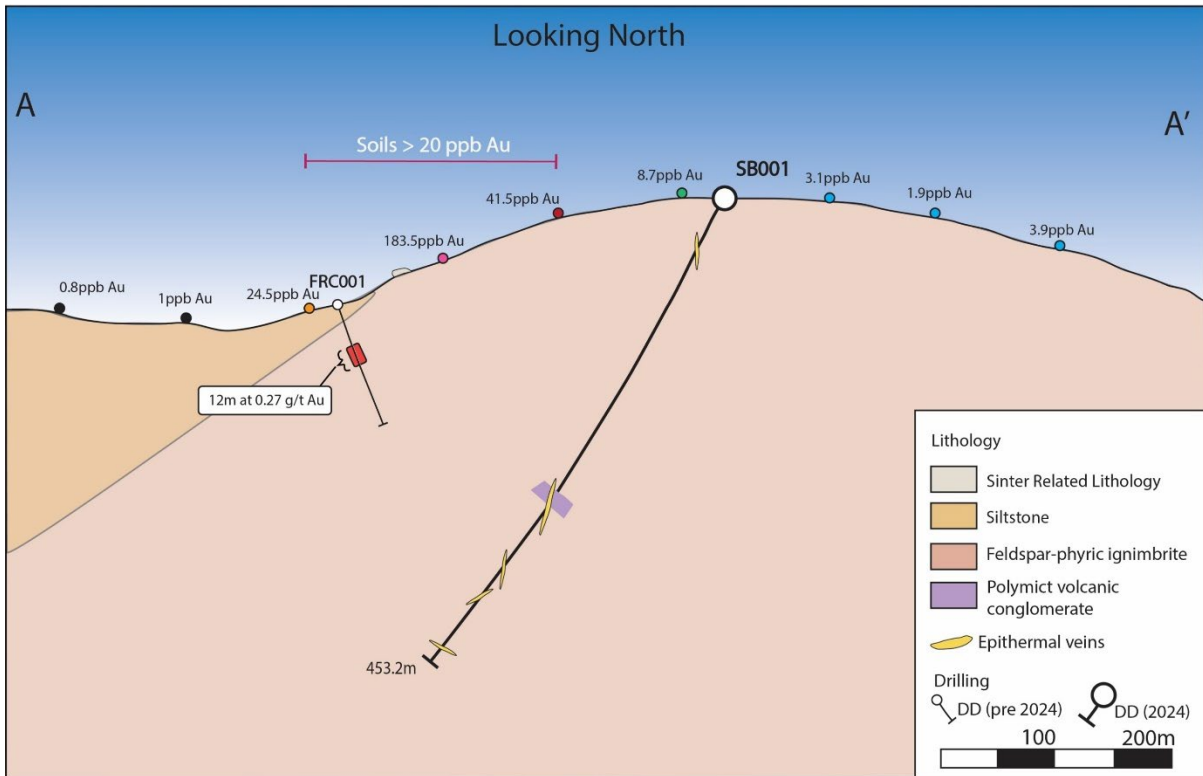 Looking North
A
A'
Soils > 20 ppb Au
0.8ppb Au
1ppb Au
24.5ppb Au
FRC001
183.5ppb Au
41.5ppb Au
8.7ppb Au
SB001
3.1ppb Au
1.9ppb Au
3.9ppb Au
12m at 0.27 g/t Au
453.2m
Lithology
Sinter Related Lithology
Siltstone
Feldspar-phyric ignimbrite
Polymict volcanic
conglomerate
Epithermal veins
Drilling
DD (pre 2024)
DD (2024)
100
200m